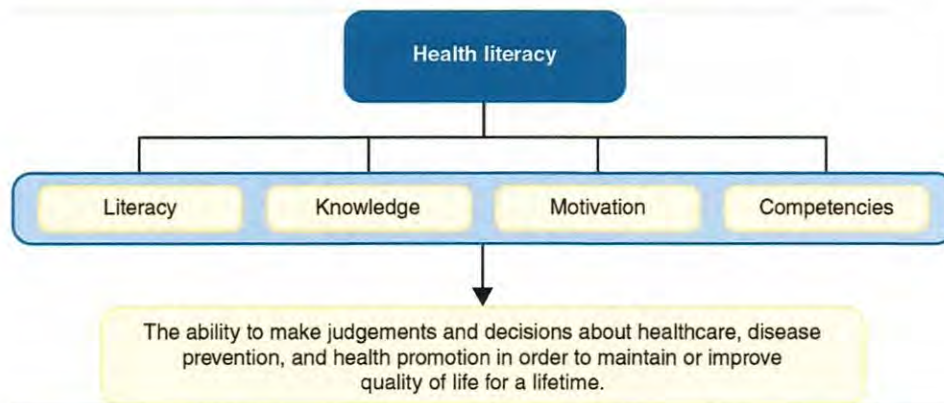 Health literacy
Literacy
Knowledge
Motivation
Competencies
The ability to make judgements and decisions about healthcare, disease
prevention, and health promotion in order to maintain or improve
quality of life for a lifetime.